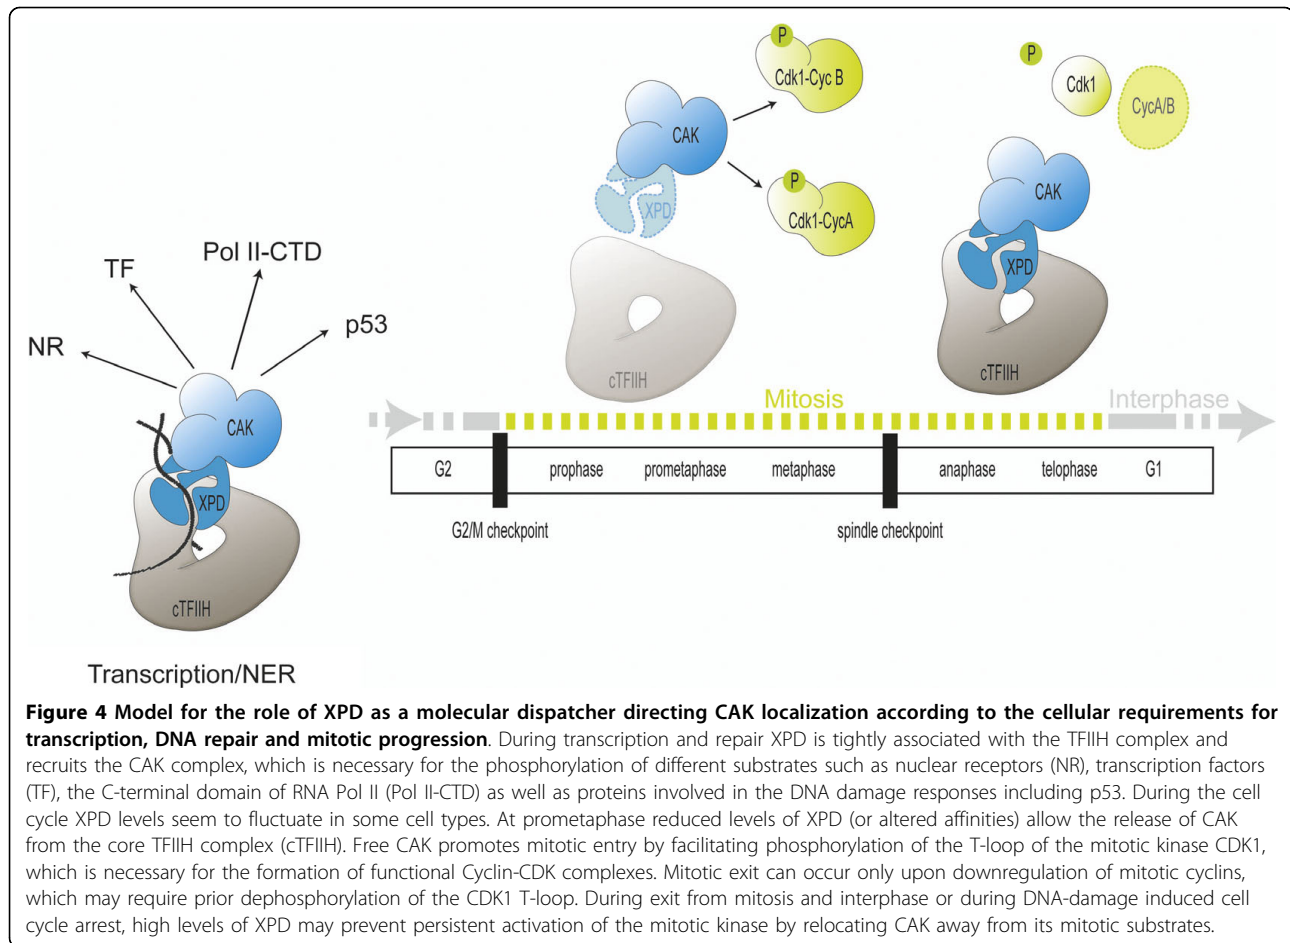 P
Cdk1-Cyc B
CAK
XPD
P
Cdk1-CycA
cTFIIH
P
Cdk1
CycA/B
CAK
XPD
cTFIIH
Pol II-CTD
TF
p53
NR
CAK
XPD
cTFIIH
Transcription/NER
Mitosis
Interphase
G2
prophase
prometaphase
metaphase
anaphase
telophase
G1
G2/M checkpoint
spindle checkpoint
Figure 4 Model for the role of XPD as a molecular dispatcher directing CAK localization according to the cellular requirements for
transcription, DNA repair and mitotic progression. During transcription and repair XPD is tightly associated with the TFIIH complex and
recruits the CAK complex, which is necessary for the phosphorylation of different substrates such as nuclear receptors (NR), transcription factors
(TF), the C-terminal domain of RNA Pol II (Pol II-CTD) as well as proteins involved in the DNA damage responses including p53. During the cell
cycle XPD levels seem to fluctuate in some cell types. At prometaphase reduced levels of XPD (or altered affinities) allow the release of CAK
from the core TFIIH complex (cTFIIH). Free CAK promotes mitotic entry by facilitating phosphorylation of the T-loop of the mitotic kinase CDK1,
which is necessary for the formation of functional Cyclin-CDK complexes. Mitotic exit can occur only upon downregulation of mitotic cyclins,
which may require prior dephosphorylation of the CDK1 T-loop. During exit from mitosis and interphase or during DNA-damage induced cell
cycle arrest, high levels of XPD may prevent persistent activation of the mitotic kinase by relocating CAK away from its mitotic substrates.